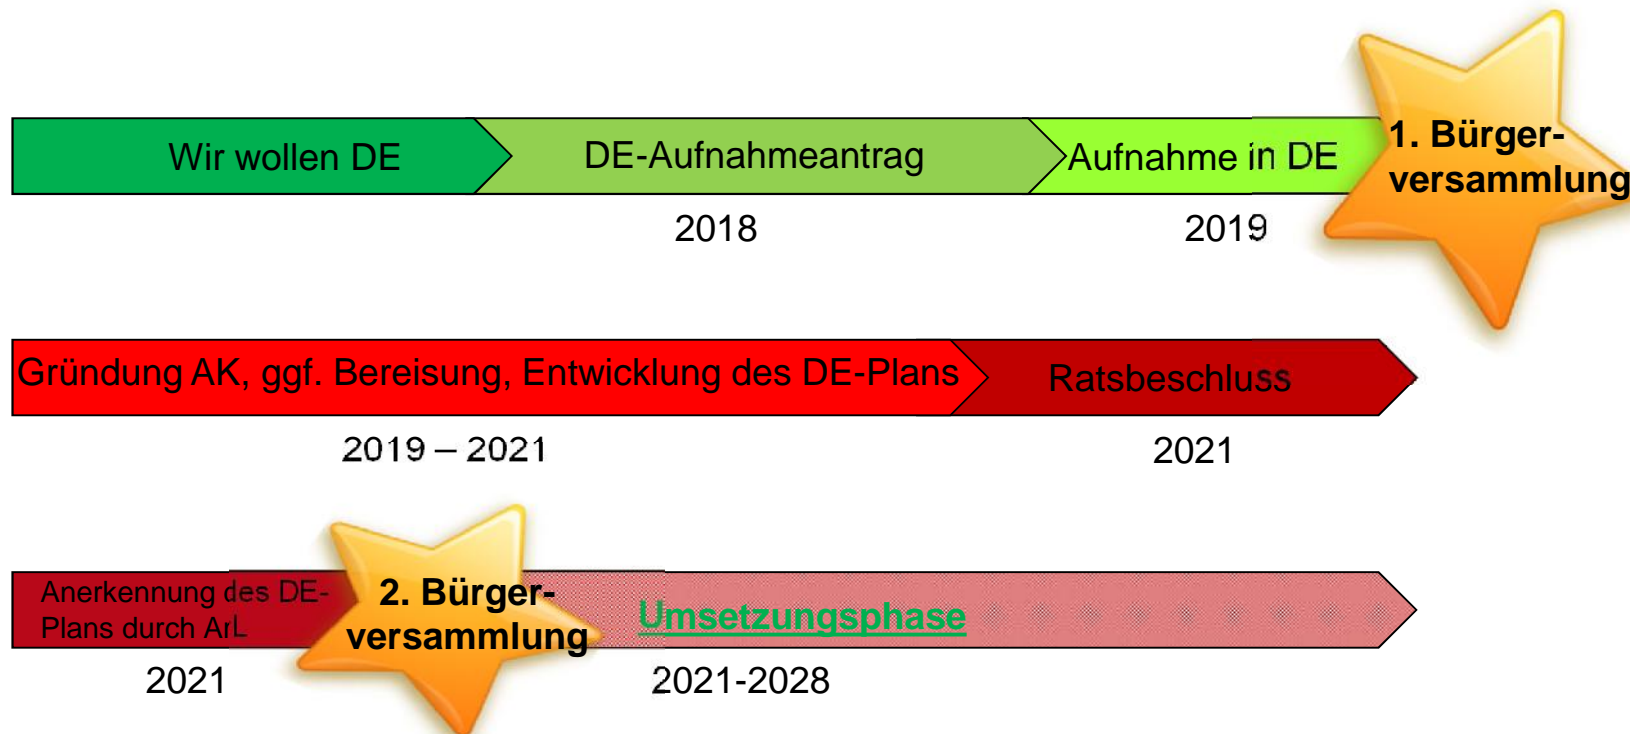 Wir wollen DE
DE-Aufnahmeantrag
Aufnahme in DE
1. Bürger-
versammlung
2018
2019
Gründung AK, ggf. Bereisung, Entwicklung des DE-Plans
Ratsbeschluss
2019 – 2021
2021
Anerkennung des DE-
Plans durch ArL
2. Bürger-
versammlung
Umsetzungsphase
2021
2021-2028